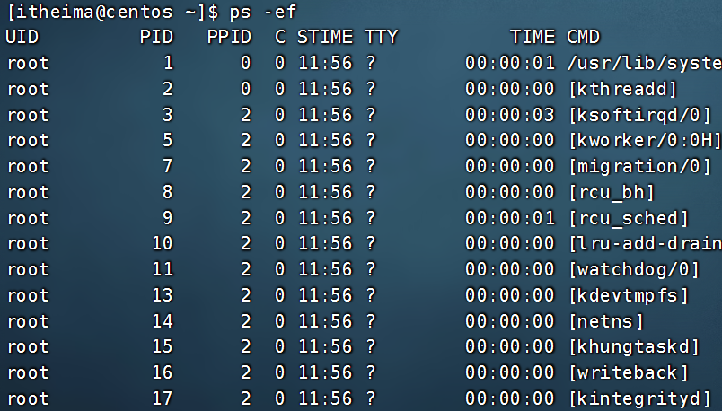 [itheima@centos ~]$ ps -ef
UID PID PPID C STIME TTY TIME CMD
root 1 0 0 11:56 ? 00:00:01 /usr/lib/syste
root 2 0 0 11:56 ? 00:00:00 [kthreadd]
root 3 2 0 11:56 ? 00:00:03 [ksoftirqd/0]
root 5 2 0 11:56 ? 00:00:00 [kworker/0:0H]
root 7 2 0 11:56 ? 00:00:00 [migration/0]
root 8 2 0 11:56 ? 00:00:00 [rcu_bh]
root 9 2 0 11:56 ? 00:00:01 [rcu_sched]
root 10 2 0 11:56 ? 00:00:00 [lru-add-drain
root 11 2 0 11:56 ? 00:00:00 [watchdog/0]
root 13 2 0 11:56 ? 00:00:00 [kdevtmpfs]
root 14 2 0 11:56 ? 00:00:00 [netns]
root 15 2 0 11:56 ? 00:00:00 [khungtaskd]
root 16 2 0 11:56 ? 00:00:00 [writeback]
root 17 2 0 11:56 ? 00:00:00 [kintegrityd]